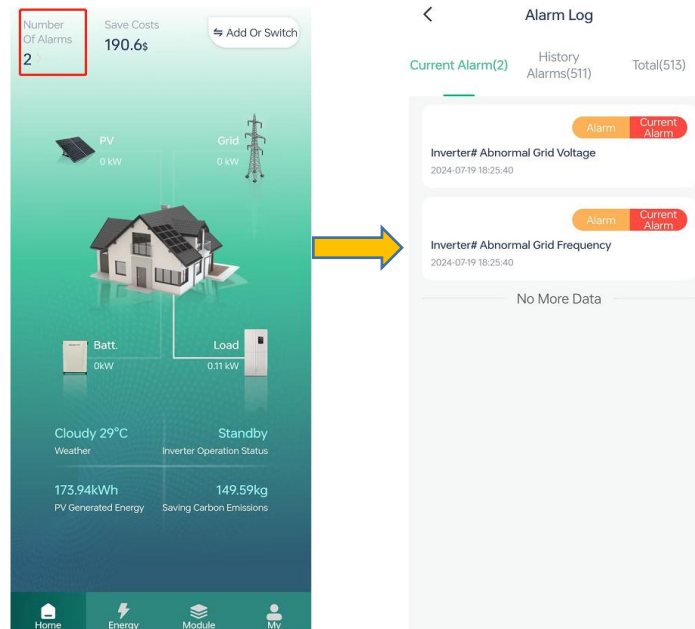 Number
Of Alarms
2
Save Costs
190.6$
⇆ Add Or Switch
PV
0 kW
Grid
0 kW
Batt.
0kW
Load
0.11 kW
Cloudy 29°C
Weather
Standby
Inverter Operation Status
173.94kWh
PV Generated Energy
149.59kg
Saving Carbon Emissions
Home
Energy
Module
My
Alarm Log
Current Alarm(2)
History
Alarms(511)
Total(513)
Alarm
Current
Alarm
Inverter# Abnormal Grid Voltage
2024-07-19 18:25:40
Alarm
Current
Alarm
Inverter# Abnormal Grid Frequency
2024-07-19 18:25:40
No More Data